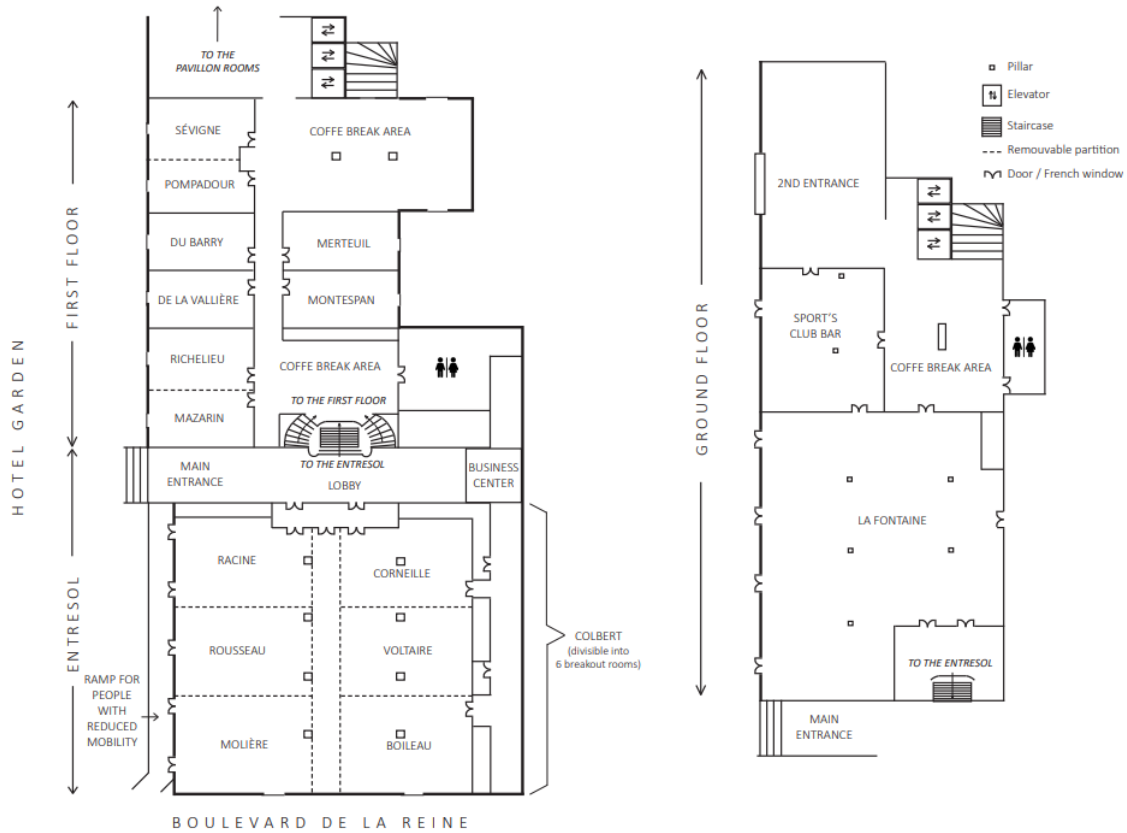 TO THE
PAVILLON ROOMS
SÉVIGNE
COFFE BREAK AREA
POMPADOUR
DU BARRY
MERTEUIL
DE LA VALLIÈRE
MONTESPAN
RICHELIEU
COFFE BREAK AREA
TO THE FIRST FLOOR
MAZARIN
MAIN
ENTRANCE
TO THE ENTRESOL
LOBBY
BUSINESS
CENTER
RACINE
CORNEILLE
ROUSSEAU
VOLTAIRE
MOLIÈRE
BOILEAU
COLBERT
(divisible into
6 breakout rooms)
RAMP FOR
PEOPLE
WITH
REDUCED
MOBILITY
HOTEL GARDEN
FIRST FLOOR
ENTRESOL
BOULEVARD DE LA REINE
GROUND FLOOR
2ND ENTRANCE
SPORT'S
CLUB BAR
COFFE BREAK AREA
LA FONTAINE
TO THE ENTRESOL
MAIN
ENTRANCE
Pillar
Elevator
Staircase
Remouvable partition
Door / French window